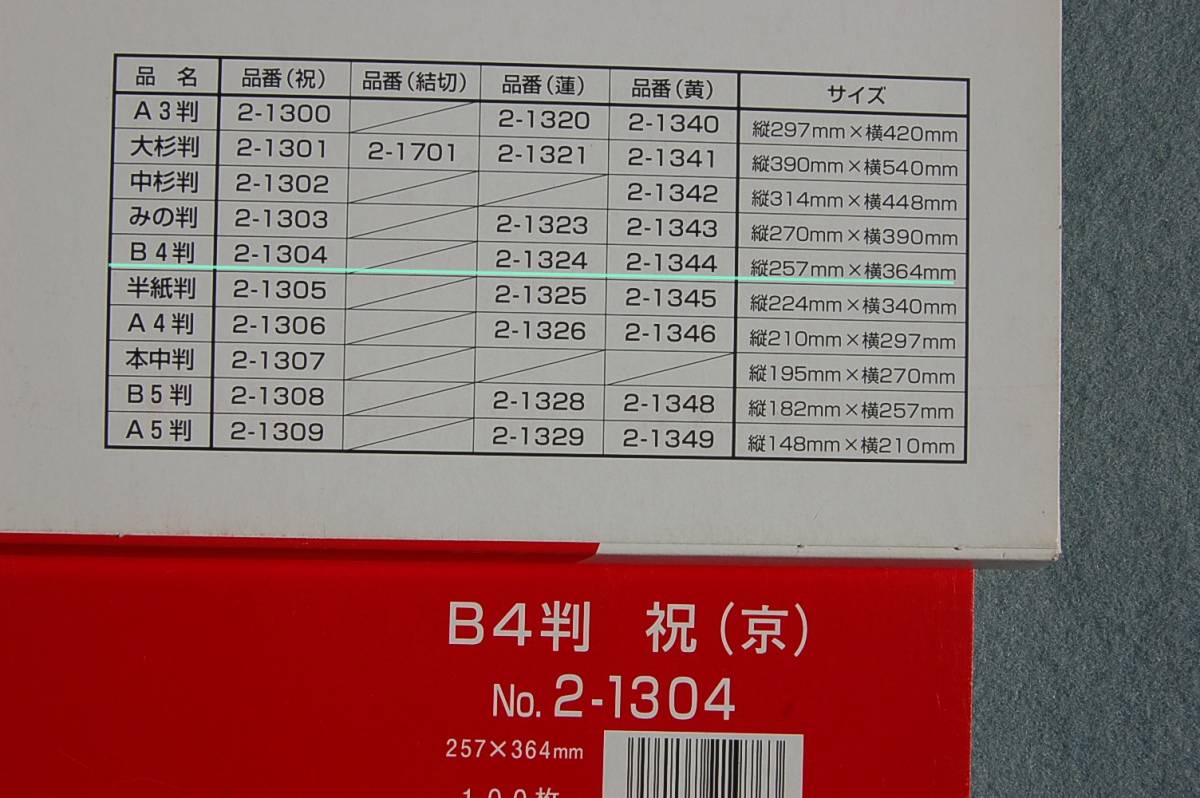 品 名 品番(祝) 品番(結切) 品番(蓮) 品番(黄) サイズ
A3判 2-1300 2-1320 2-1340 縦297mm×横420mm
大杉判 2-1301 2-1701 2-1321 2-1341 縦390mm×横540mm
中杉判 2-1302 2-1342 縦314mm×横448mm
みの判 2-1303 2-1323 2-1343 縦270mm×横390mm
B4判 2-1304 2-1324 2-1344 縦257mm×横364mm
半紙判 2-1305 2-1325 2-1345 縦224mm×横340mm
A4判 2-1306 2-1326 2-1346 縦210mm×横297mm
本中判 2-1307 縦195mm×横270mm
B5判 2-1308 2-1328 2-1348 縦182mm×横257mm
A5判 2-1309 2-1329 2-1349 縦148mm×横210mm
B4判 祝(京)
No. 2-1304
257×364mm
100枚